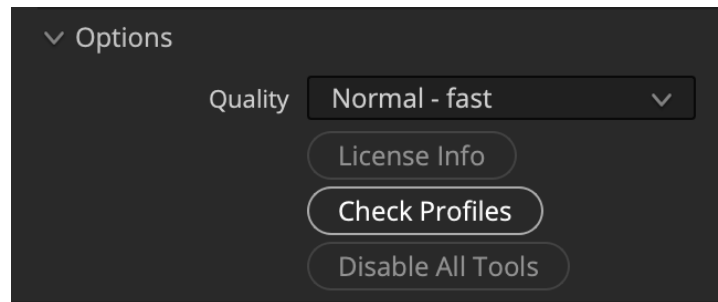 Options
Quality Normal - fast
License Info
Check Profiles
Disable All Tools